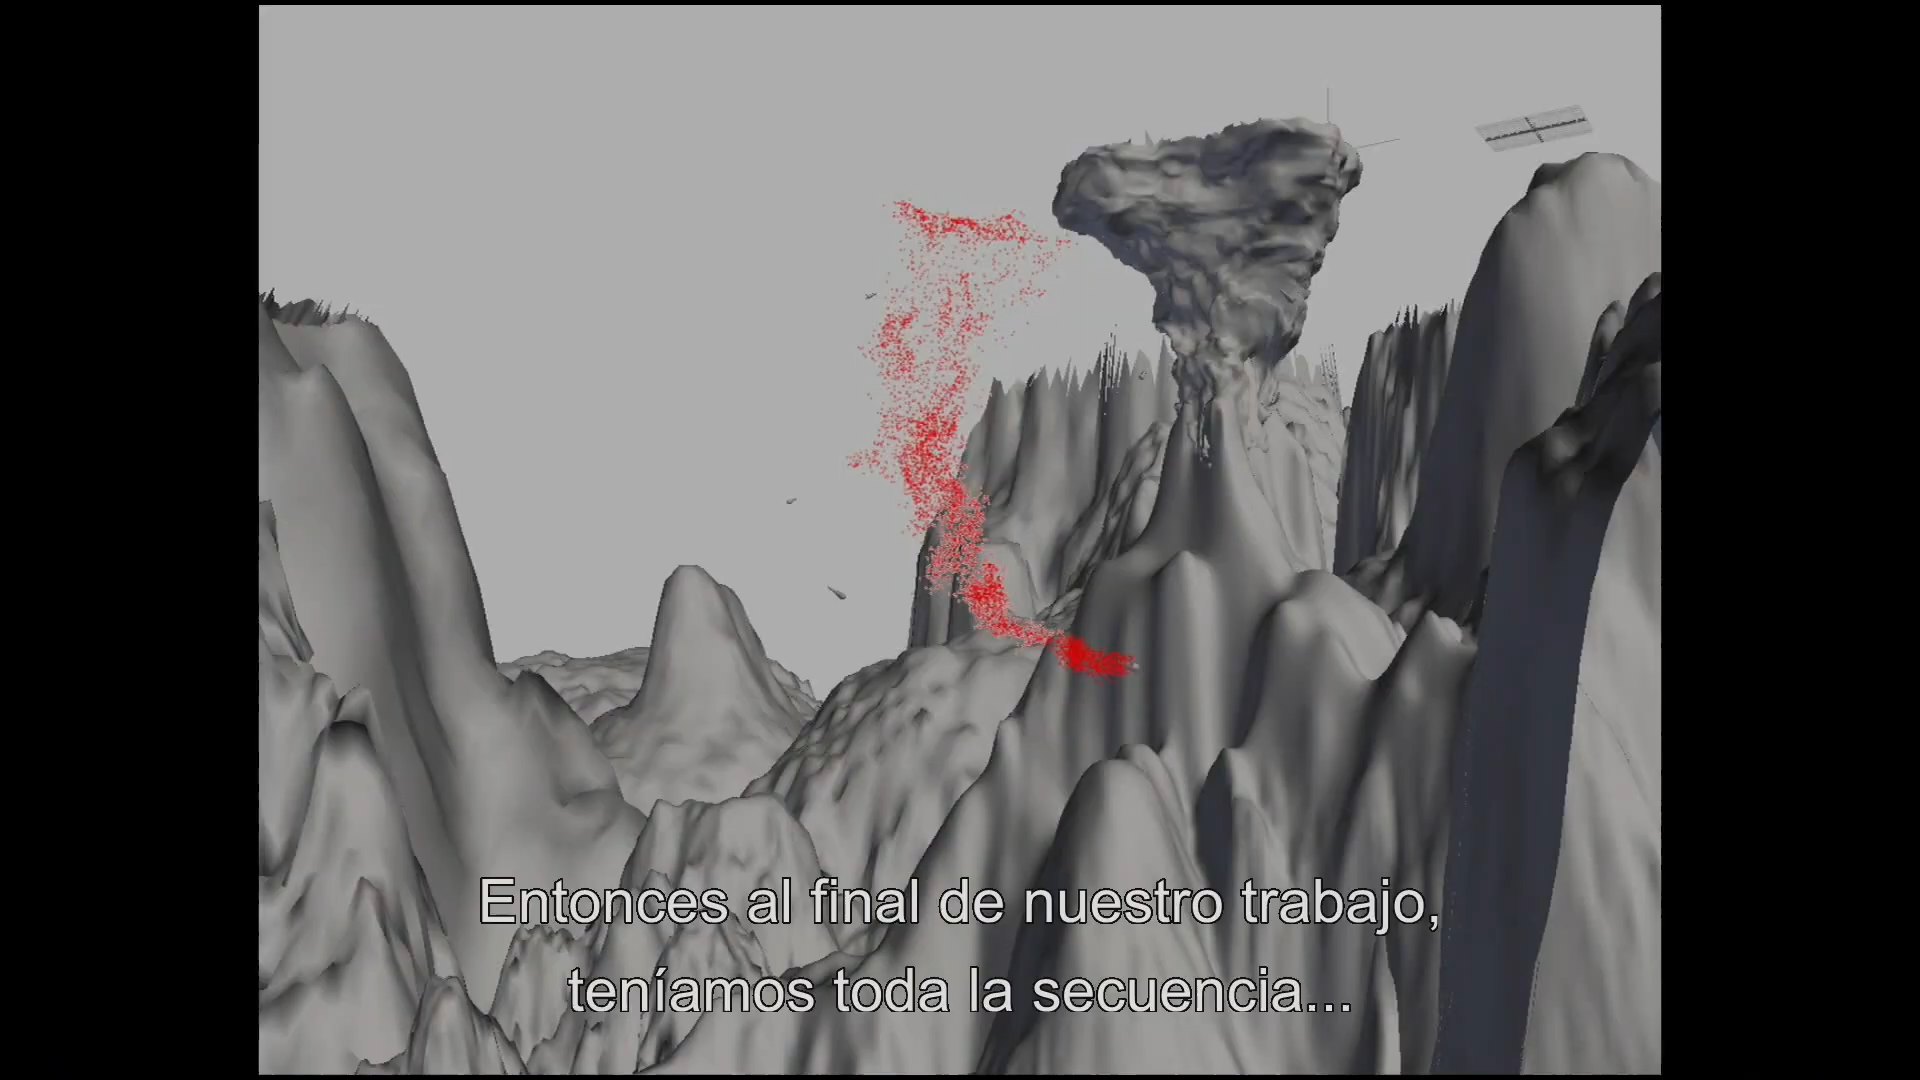 Entonces al final de nuestro trabajo,
teníamos toda la secuencia...